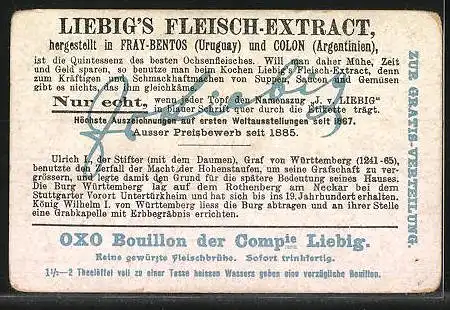 LIEBIG'S FLEISCH-EXTRACT,
hergestellt in FRAY-BENTOS (Uruguay) und COLON (Argentinien),
ist die Quintessenz des besten Ochsenfleisches. Will man daher Mühe, Zeit
und Geld sparen, so benutze man beim Kochen Liebig's Fleisch-Extract, denn
zum Kräftigen und Schmackhaftmachen von Suppen, Saucen und Gemüsen
gibt es nichts, ihm gleichkäme.
Nur echt, wenn jeder Topf den Namenszug "J. v. LIEBIG"
in blauer Schrift quer durch die Etikette trägt.
Höchste Auszeichnungen auf ersten Weltausstellungen seit 1867.
Ausser Preisbewerb seit 1885.
J v Liebig
Ulrich I., der Stifter (mit dem Daumen), Graf von Württemberg (1241-65),
benutzte den Zerfall der Macht der Hohenstaufen, um seine Grafschaft zu ver-
grössern, und legte damit den Grund für die spätere Bedeutung seines Hauses.
Die Burg Württemberg lag auf dem Rothenberg am Neckar bei dem
Stuttgarter Vorort Untertürkheim und hat sich bis ins 19. Jahrhundert erhalten.
König Wilhelm I. von Württemberg liess die Burg abtragen und an ihrer Stelle
eine Grabkapelle mit Erbbegräbnis errichten.
OXO Bouillon der Compie Liebig.
Reine gewürzte Fleischbrühe. Sofort trinkfertig.
1½—2 Theelöffel voll zu einer Tasse heissen Wassers geben eine vorzügliche Bouillon.
ZUR GRATIS-VERTEILUNG.